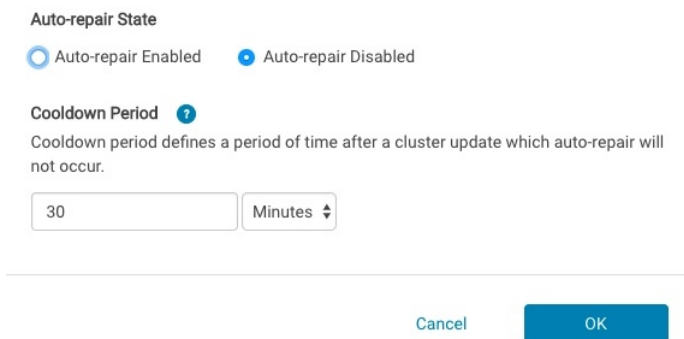 Auto-repair State
Auto-repair Enabled Auto-repair Disabled
Cooldown Period ?
Cooldown period defines a period of time after a cluster update which auto-repair will
not occur.
30 Minutes
Cancel OK